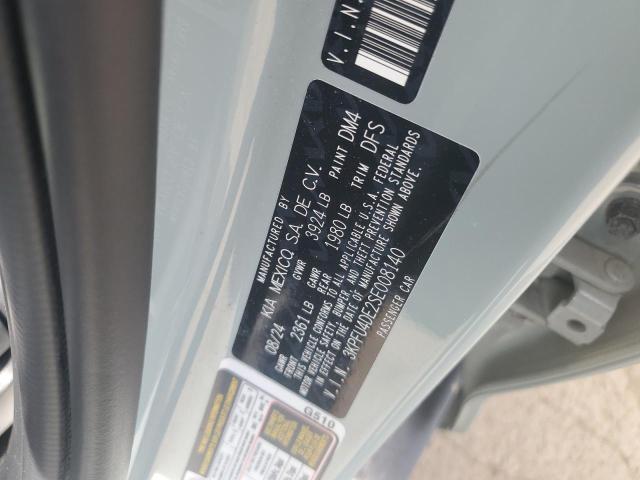 V.I.N.
MANUFACTURED BY
KIA MEXICO, S.A. DE C.V.
08/24 GVWR 3924 LB PAINT DM4
GAWR FRONT 2361 LB GAWR REAR 1980 LB TRIM DFS
THIS VEHICLE CONFORMS TO ALL APPLICABLE U.S.A. FEDERAL
MOTOR VEHICLE SAFETY, BUMPER, AND THEFT PREVENTION STANDARDS
IN EFFECT ON THE DATE OF MANUFACTURE SHOWN ABOVE.
V.I.N. 3KPFU4DE2SE008140
PASSENGER CAR
G510